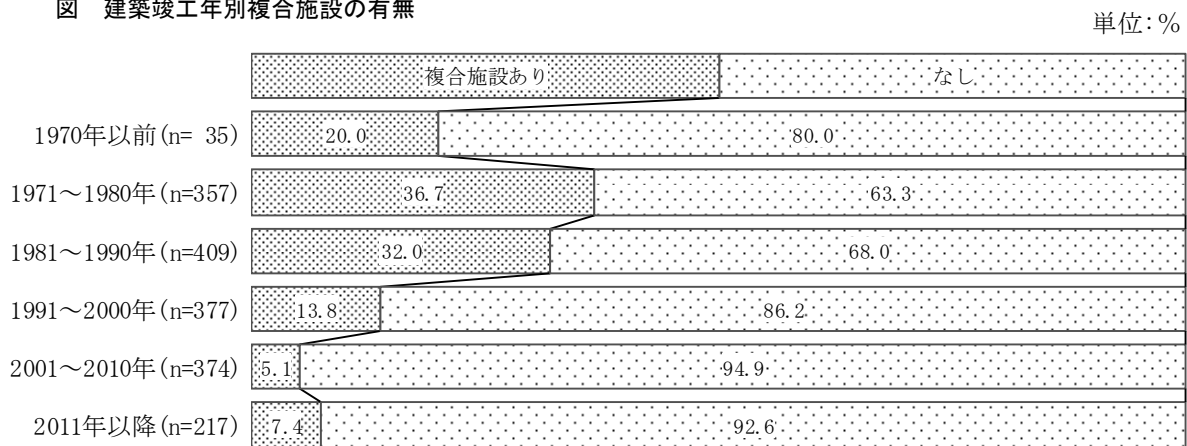 図 建築竣工年別複合施設の有無
単位：％
複合施設あり なし
1970年以前(n= 35) 20.0 80.0
1971～1980年(n=357) 36.7 63.3
1981～1990年(n=409) 32.0 68.0
1991～2000年(n=377) 13.8 86.2
2001～2010年(n=374) 5.1 94.9
2011年以降(n=217) 7.4 92.6